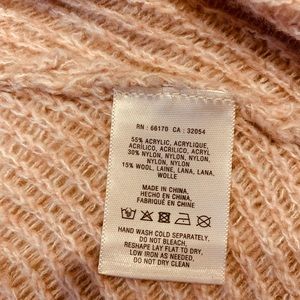 RN : 66170 CA : 32054
55% ACRYLIC, ACRYLIQUE,
ACRÍLICO, ACRILICO, ACRYL
30% NYLON, NYLON, NYLON,
NYLON, NYLON
15% WOOL, LAINE, LANA, LANA,
WOLLE
MADE IN CHINA,
HECHO EN CHINA,
FABRIQUÉ EN CHINE
HAND WASH COLD SEPARATELY,
DO NOT BLEACH,
RESHAPE LAY FLAT TO DRY,
LOW IRON AS NEEDED,
DO NOT DRY CLEAN